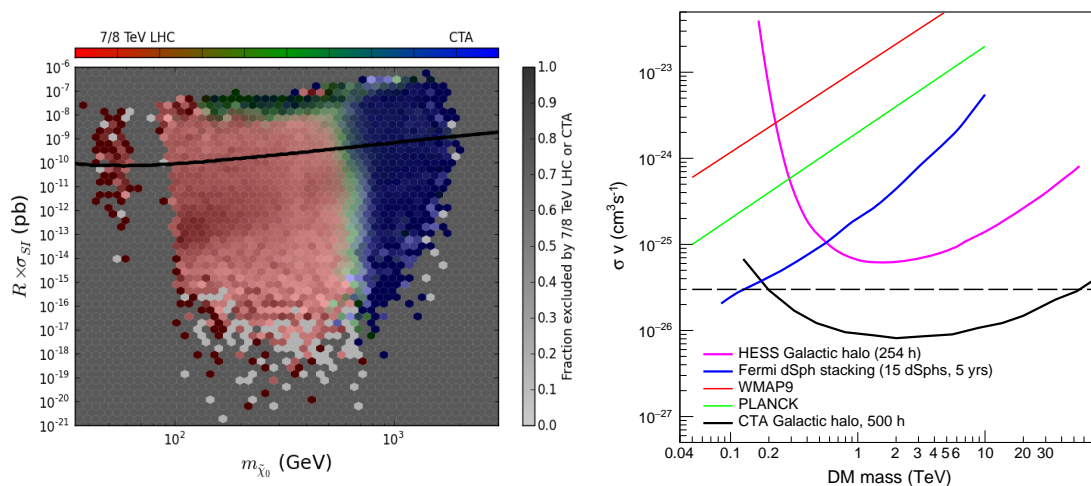 7/8 TeV LHC
CTA
10^-6
10^-7
10^-8
10^-9
10^-10
10^-11
10^-12
10^-13
10^-14
10^-15
10^-16
10^-17
10^-18
10^-19
10^-20
10^-21
R × σ_SI (pb)
10^2
10^3
m_χ̃0 (GeV)
1.0
0.9
0.8
0.7
0.6
0.5
0.4
0.3
0.2
0.1
0.0
Fraction excluded by 7/8 TeV LHC or CTA
10^-23
10^-24
10^-25
10^-26
10^-27
σ v (cm^3s^-1)
HESS Galactic halo (254 h)
Fermi dSph stacking (15 dSphs, 5 yrs)
WMAP9
PLANCK
CTA Galactic halo, 500 h
0.04 0.1 0.2 1 2 3 4 5 6 10 20 30
DM mass (TeV)